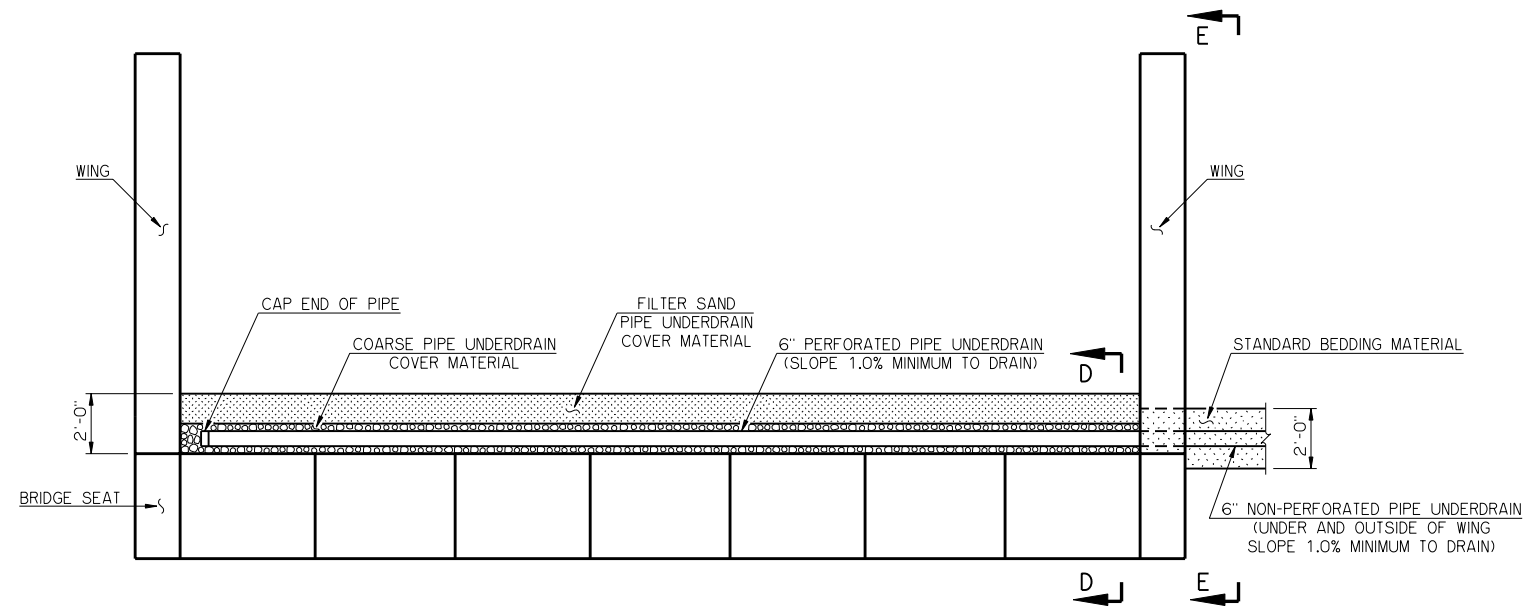 E
WING
WING
CAP END OF PIPE
FILTER SAND
PIPE UNDERDRAIN
COVER MATERIAL
COARSE PIPE UNDERDRAIN
COVER MATERIAL
6" PERFORATED PIPE UNDERDRAIN
(SLOPE 1.0% MINIMUM TO DRAIN)
D
STANDARD BEDDING MATERIAL
2'-0"
2'-0"
BRIDGE SEAT
6" NON-PERFORATED PIPE UNDERDRAIN
(UNDER AND OUTSIDE OF WING
SLOPE 1.0% MINIMUM TO DRAIN)
D
E